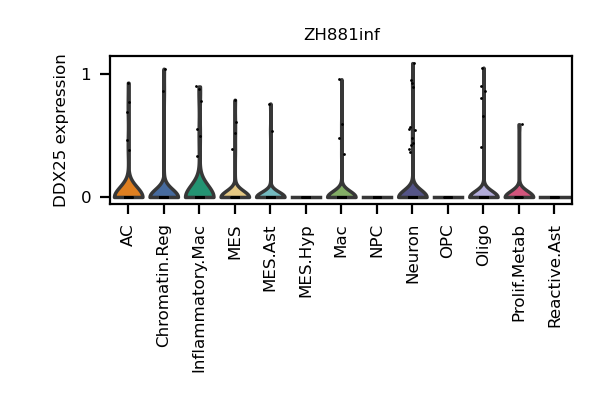 ZH881inf
DDX25 expression
1
0
AC
Chromatin.Reg
Inflammatory.Mac
MES
MES.Ast
MES.Hyp
Mac
NPC
Neuron
OPC
Oligo
Prolif.Metab
Reactive.Ast